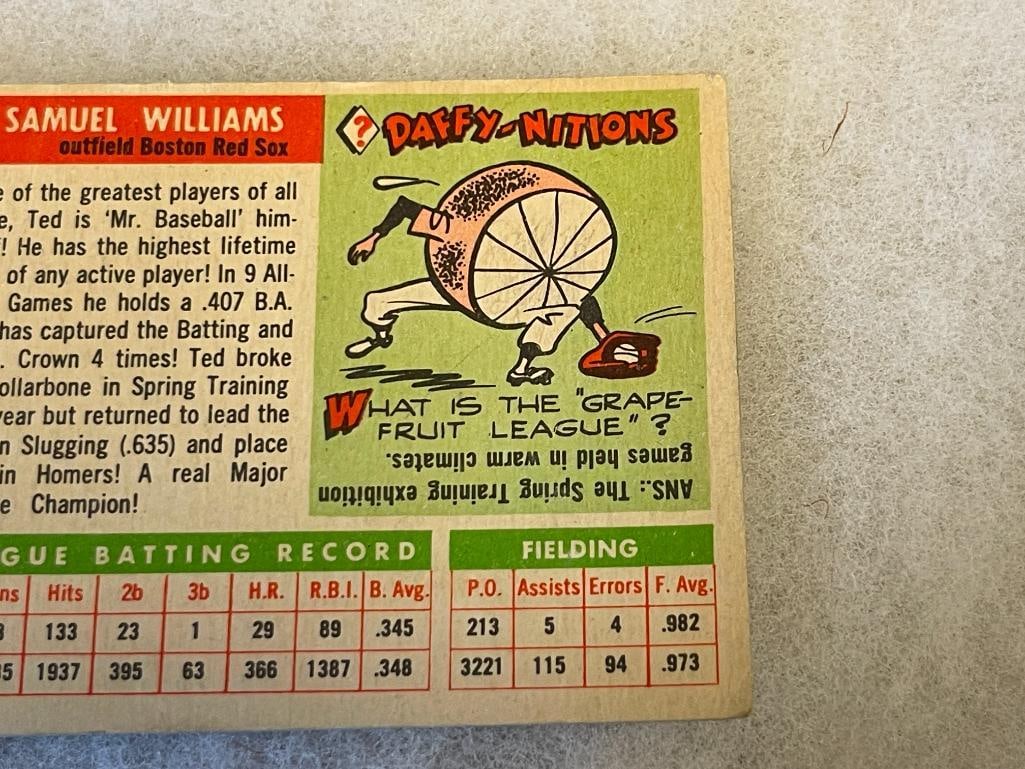 SAMUEL WILLIAMS
outfield Boston Red Sox
of the greatest players of all
Ted is 'Mr. Baseball' him-
! He has the highest lifetime
of any active player! In 9 All-
Games he holds a .407 B.A.
has captured the Batting and
. Crown 4 times! Ted broke
ollarbone in Spring Training
year but returned to lead the
n Slugging (.635) and place
in Homers! A real Major
Champion!
? DAFFY-NITIONS
WHAT IS THE "GRAPE-
FRUIT LEAGUE"?
ANS.: The Spring Training exhibition
games held in warm climates.
GUE BATTING RECORD
ns Hits 2b 3b H.R. R.B.I. B. Avg.
133 23 1 29 89 .345
5 1937 395 63 366 1387 .348
FIELDING
P.O. Assists Errors F. Avg.
213 5 4 .982
3221 115 94 .973